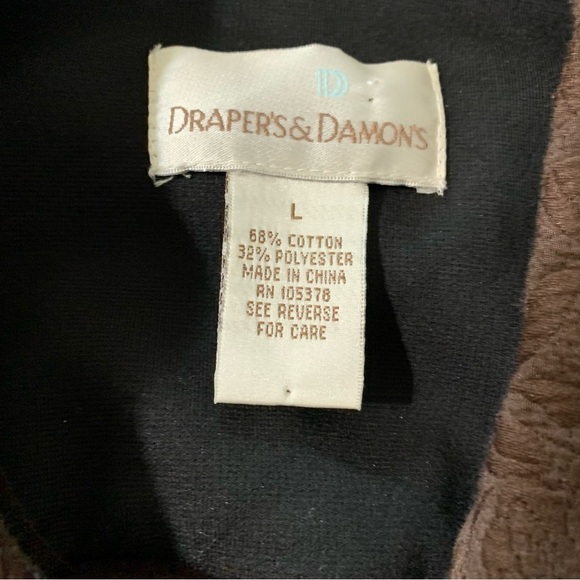 D
DRAPER'S & DAMON'S
L
68% COTTON
32% POLYESTER
MADE IN CHINA
RN 105378
SEE REVERSE
FOR CARE